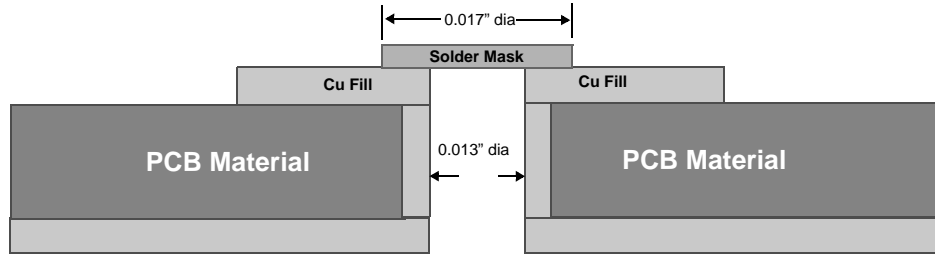 0.017” dia
Solder Mask
Cu Fill
Cu Fill
0.013” dia
PCB Material
PCB Material